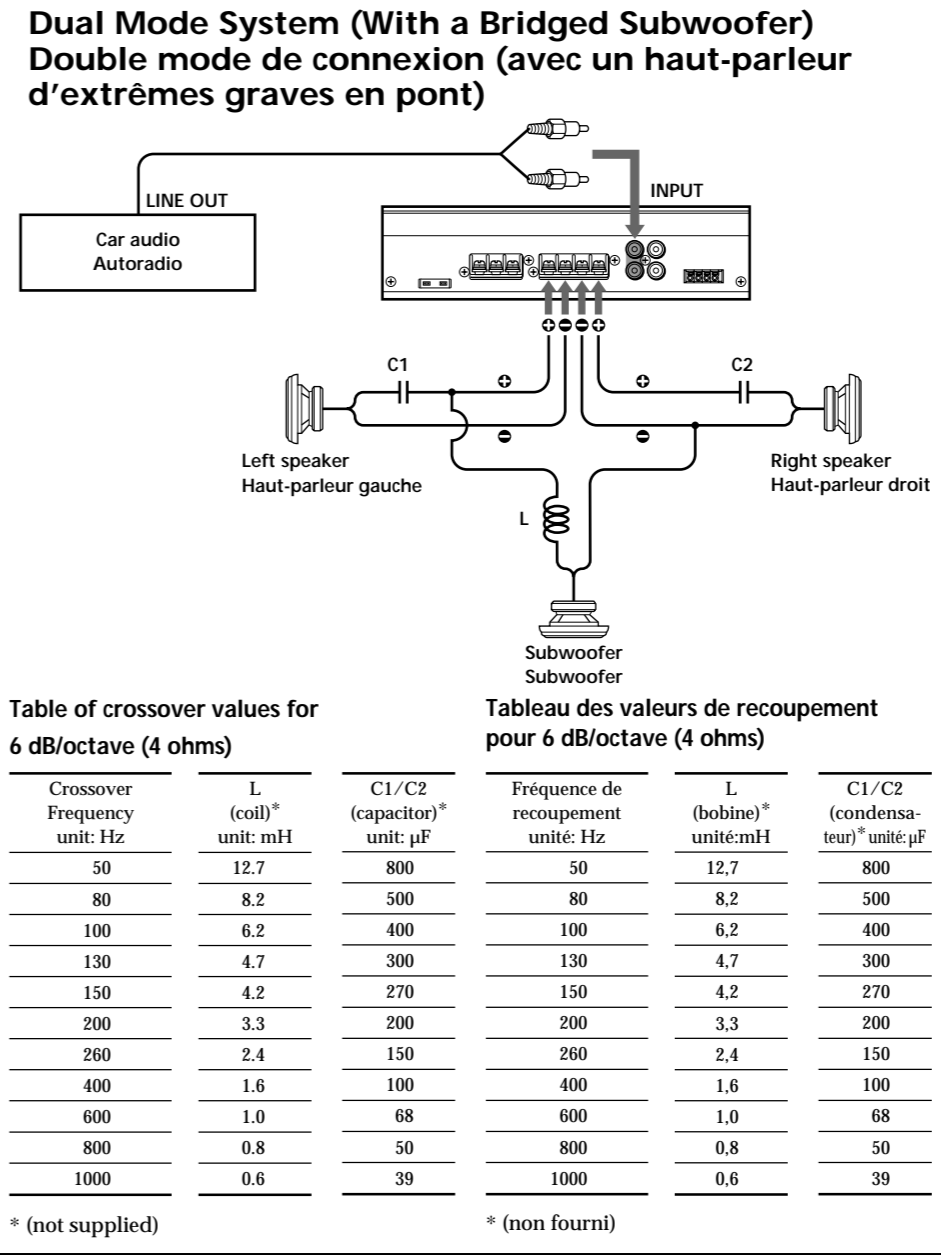 Dual Mode System (With a Bridged Subwoofer)
Double mode de connexion (avec un haut-parleur
d'extrêmes graves en pont)
LINE OUT
INPUT
Car audio
Autoradio
C1
C2
Left speaker
Haut-parleur gauche
Right speaker
Haut-parleur droit
L
Subwoofer
Subwoofer
Table of crossover values for
6 dB/octave (4 ohms)
Crossover Frequency unit: Hz L (coil)* unit: mH C1/C2 (capacitor)* unit: µF
50 12.7 800
80 8.2 500
100 6.2 400
130 4.7 300
150 4.2 270
200 3.3 200
260 2.4 150
400 1.6 100
600 1.0 68
800 0.8 50
1000 0.6 39
* (not supplied)
Tableau des valeurs de recoupement
pour 6 dB/octave (4 ohms)
Fréquence de recoupement unité: Hz L (bobine)* unité:mH C1/C2 (condensa-teur)* unité: µF
50 12,7 800
80 8,2 500
100 6,2 400
130 4,7 300
150 4,2 270
200 3,3 200
260 2,4 150
400 1,6 100
600 1,0 68
800 0,8 50
1000 0,6 39
* (non fourni)